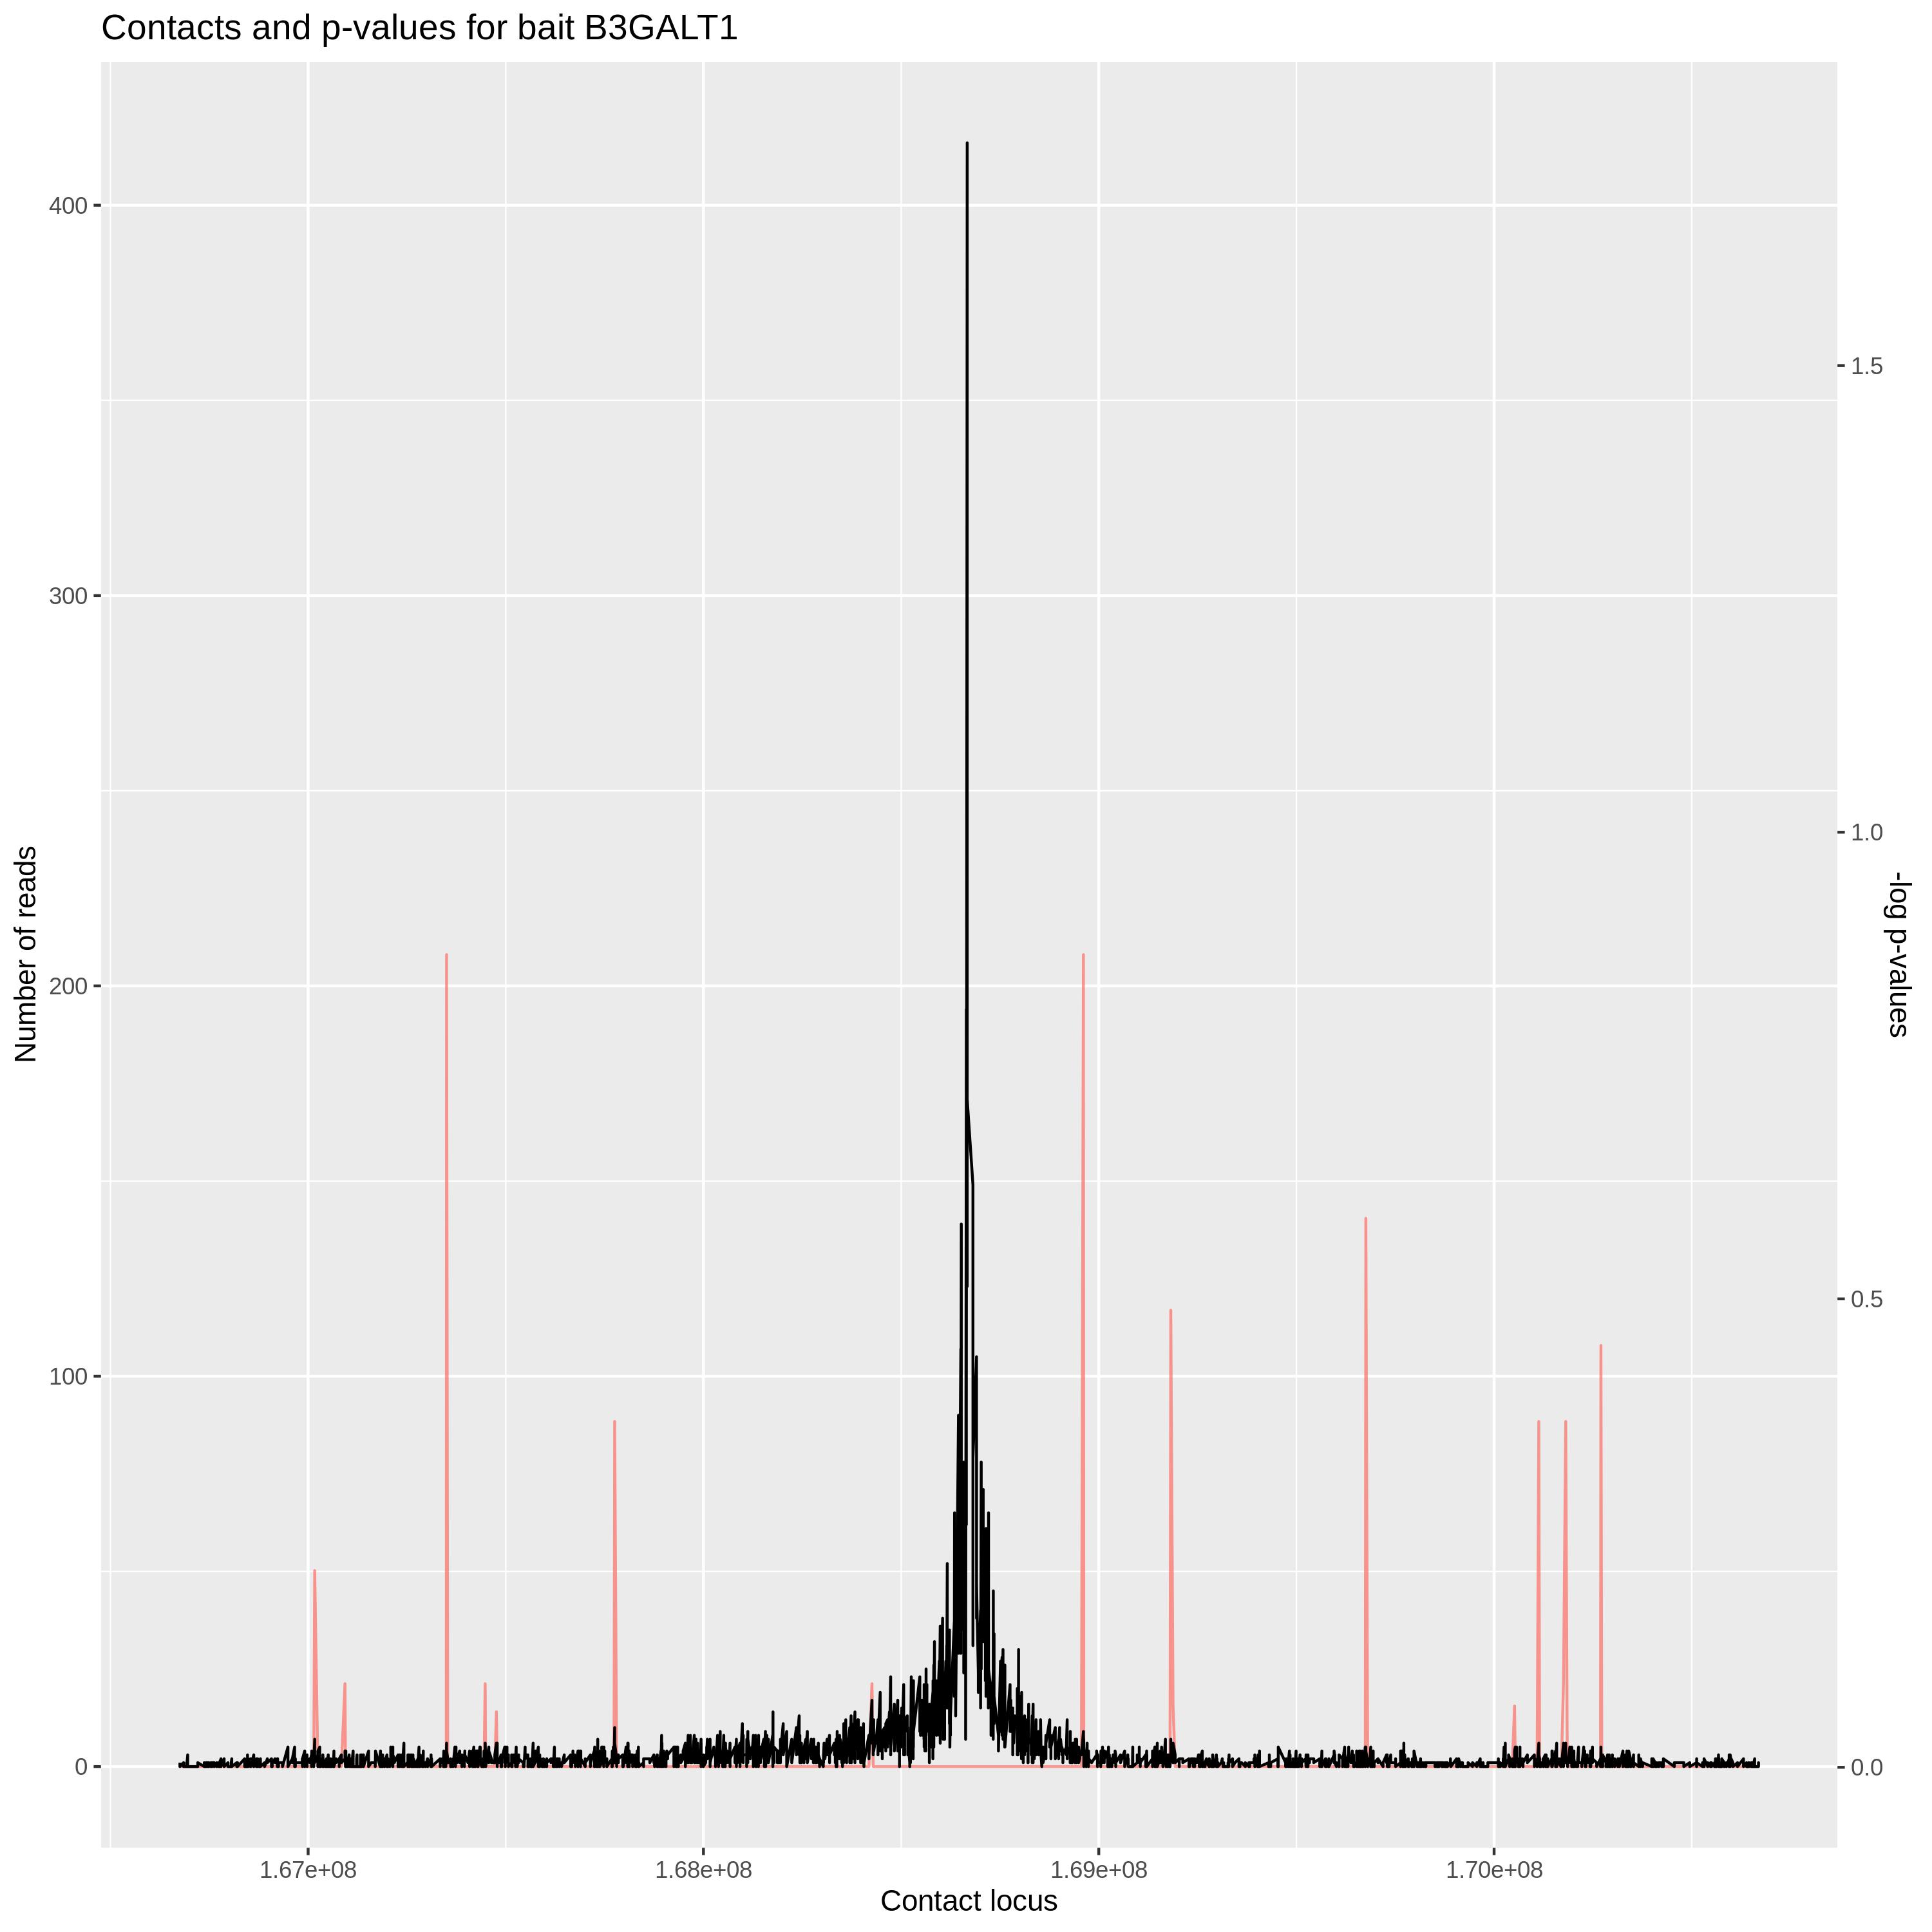 Contacts and p-values for bait B3GALT1
400
300
200
100
0
Number of reads
1.5
1.0
0.5
0.0
-log p-values
1.67e+08
1.68e+08
1.69e+08
1.70e+08
Contact locus